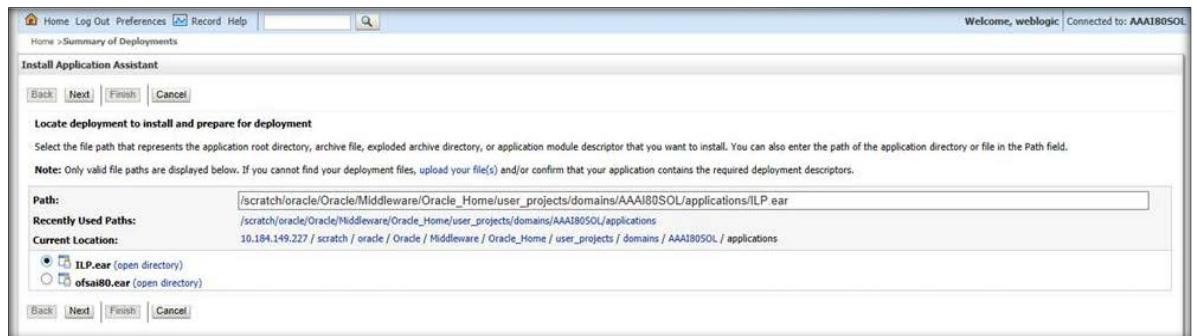 Home Log Out Preferences Record Help Welcome, weblogic Connected to: AAAI80SOL
Home >Summary of Deployments
Install Application Assistant
Back Next Finish Cancel
Locate deployment to install and prepare for deployment
Select the file path that represents the application root directory, archive file, exploded archive directory, or application module descriptor that you want to install. You can also enter the path of the application directory or file in the Path field.
Note: Only valid file paths are displayed below. If you cannot find your deployment files, upload your file(s) and/or confirm that your application contains the required deployment descriptors.
Path: /scratch/oracle/Oracle/Middleware/Oracle_Home/user_projects/domains/AAAI80SOL/applications/ILP.ear
Recently Used Paths: /scratch/oracle/Oracle/Middleware/Oracle_Home/user_projects/domains/AAAI80SOL/applications
Current Location: 10.184.149.227 / scratch / oracle / Oracle / Middleware / Oracle_Home / user_projects / domains / AAAI80SOL / applications
ILP.ear (open directory)
ofsai80.ear (open directory)
Back Next Finish Cancel